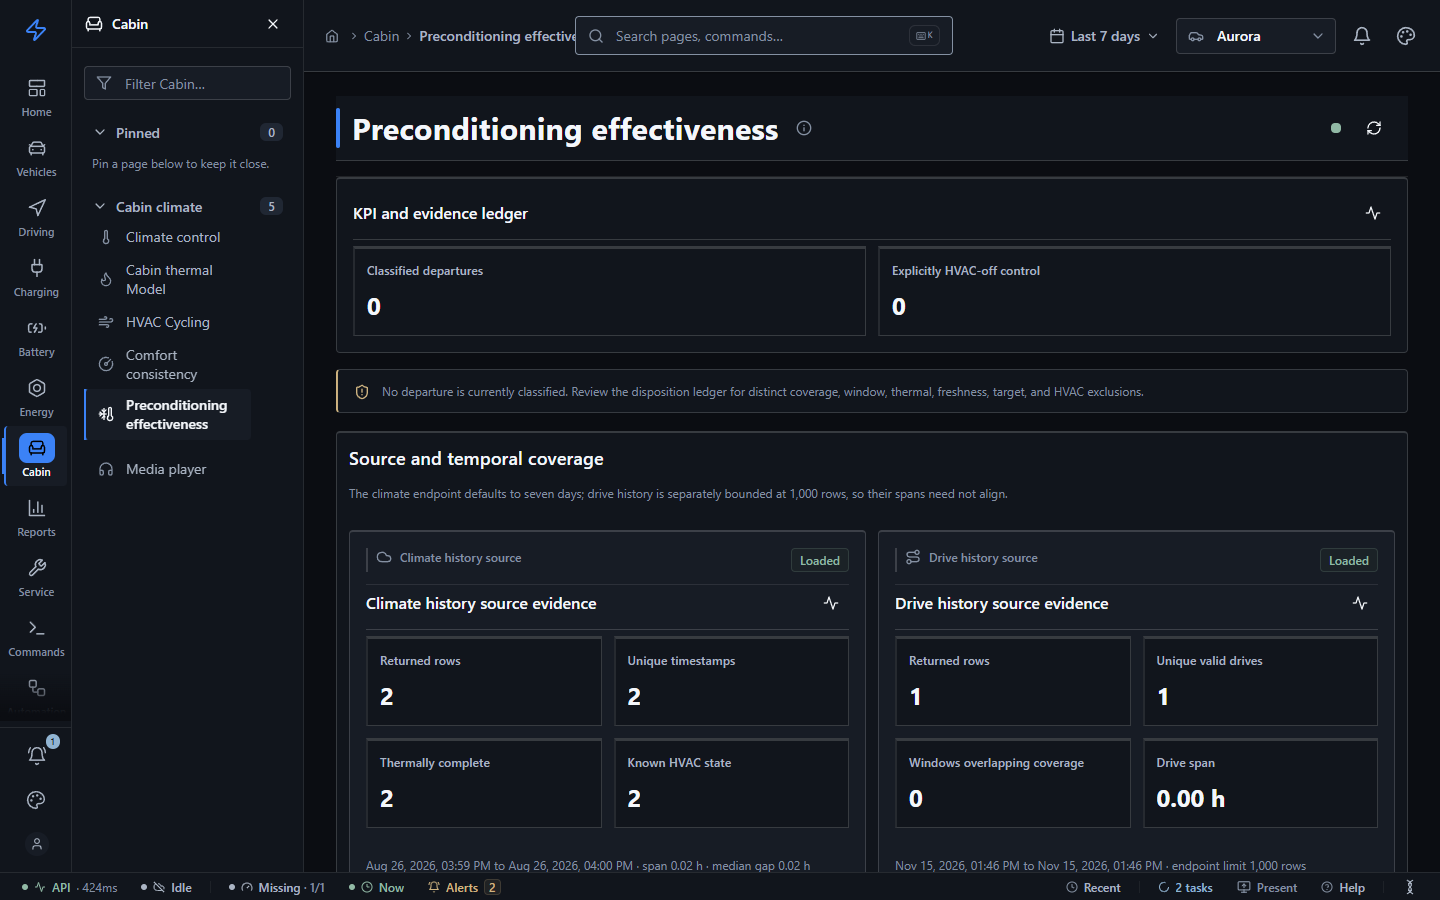 Cabin
Cabin
Preconditioning effective
Search pages, commands...
K
Last 7 days
Aurora
Home
Vehicles
Driving
Charging
Battery
Energy
Cabin
Reports
Service
Commands
1
Filter Cabin...
Pinned
0
Pin a page below to keep it close.
Cabin climate
5
Climate control
Cabin thermal
Model
HVAC Cycling
Comfort
consistency
Preconditioning
effectiveness
Media player
Preconditioning effectiveness
KPI and evidence ledger
Classified departures
0
Explicitly HVAC-off control
0
No departure is currently classified. Review the disposition ledger for distinct coverage, window, thermal, freshness, target, and HVAC exclusions.
Source and temporal coverage
The climate endpoint defaults to seven days; drive history is separately bounded at 1,000 rows, so their spans need not align.
Climate history source
Loaded
Climate history source evidence
Returned rows
2
Unique timestamps
2
Thermally complete
2
Known HVAC state
2
Aug 26, 2026, 03:59 PM to Aug 26, 2026, 04:00 PM · span 0.02 h · median gap 0.02 h
Drive history source
Loaded
Drive history source evidence
Returned rows
1
Unique valid drives
1
Windows overlapping coverage
0
Drive span
0.00 h
Nov 15, 2026, 01:46 PM to Nov 15, 2026, 01:46 PM · endpoint limit 1,000 rows
API · 424ms
Idle
Missing · 1/1
Now
Alerts 2
Recent
2 tasks
Present
Help